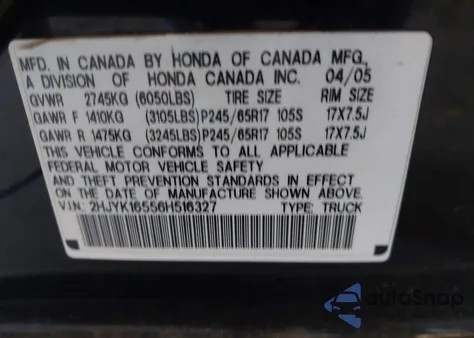 MFD. IN CANADA BY HONDA OF CANADA MFG.,
A DIVISION OF HONDA CANADA INC. 04/05
GVWR 2745KG (6050LBS) TIRE SIZE RIM SIZE
GAWR F 1410KG (3105LBS)P245/65R17 105S 17X7.5J
GAWR R 1475KG (3245LBS)P245/65R17 105S 17X7.5J
THIS VEHICLE CONFORMS TO ALL APPLICABLE
FEDERAL MOTOR VEHICLE SAFETY
AND THEFT PREVENTION STANDARDS IN EFFECT
ON THE DATE OF MANUFACTURE SHOWN ABOVE.
V.I.N: 2HJYK16556H516327 TYPE: TRUCK
autoSnap